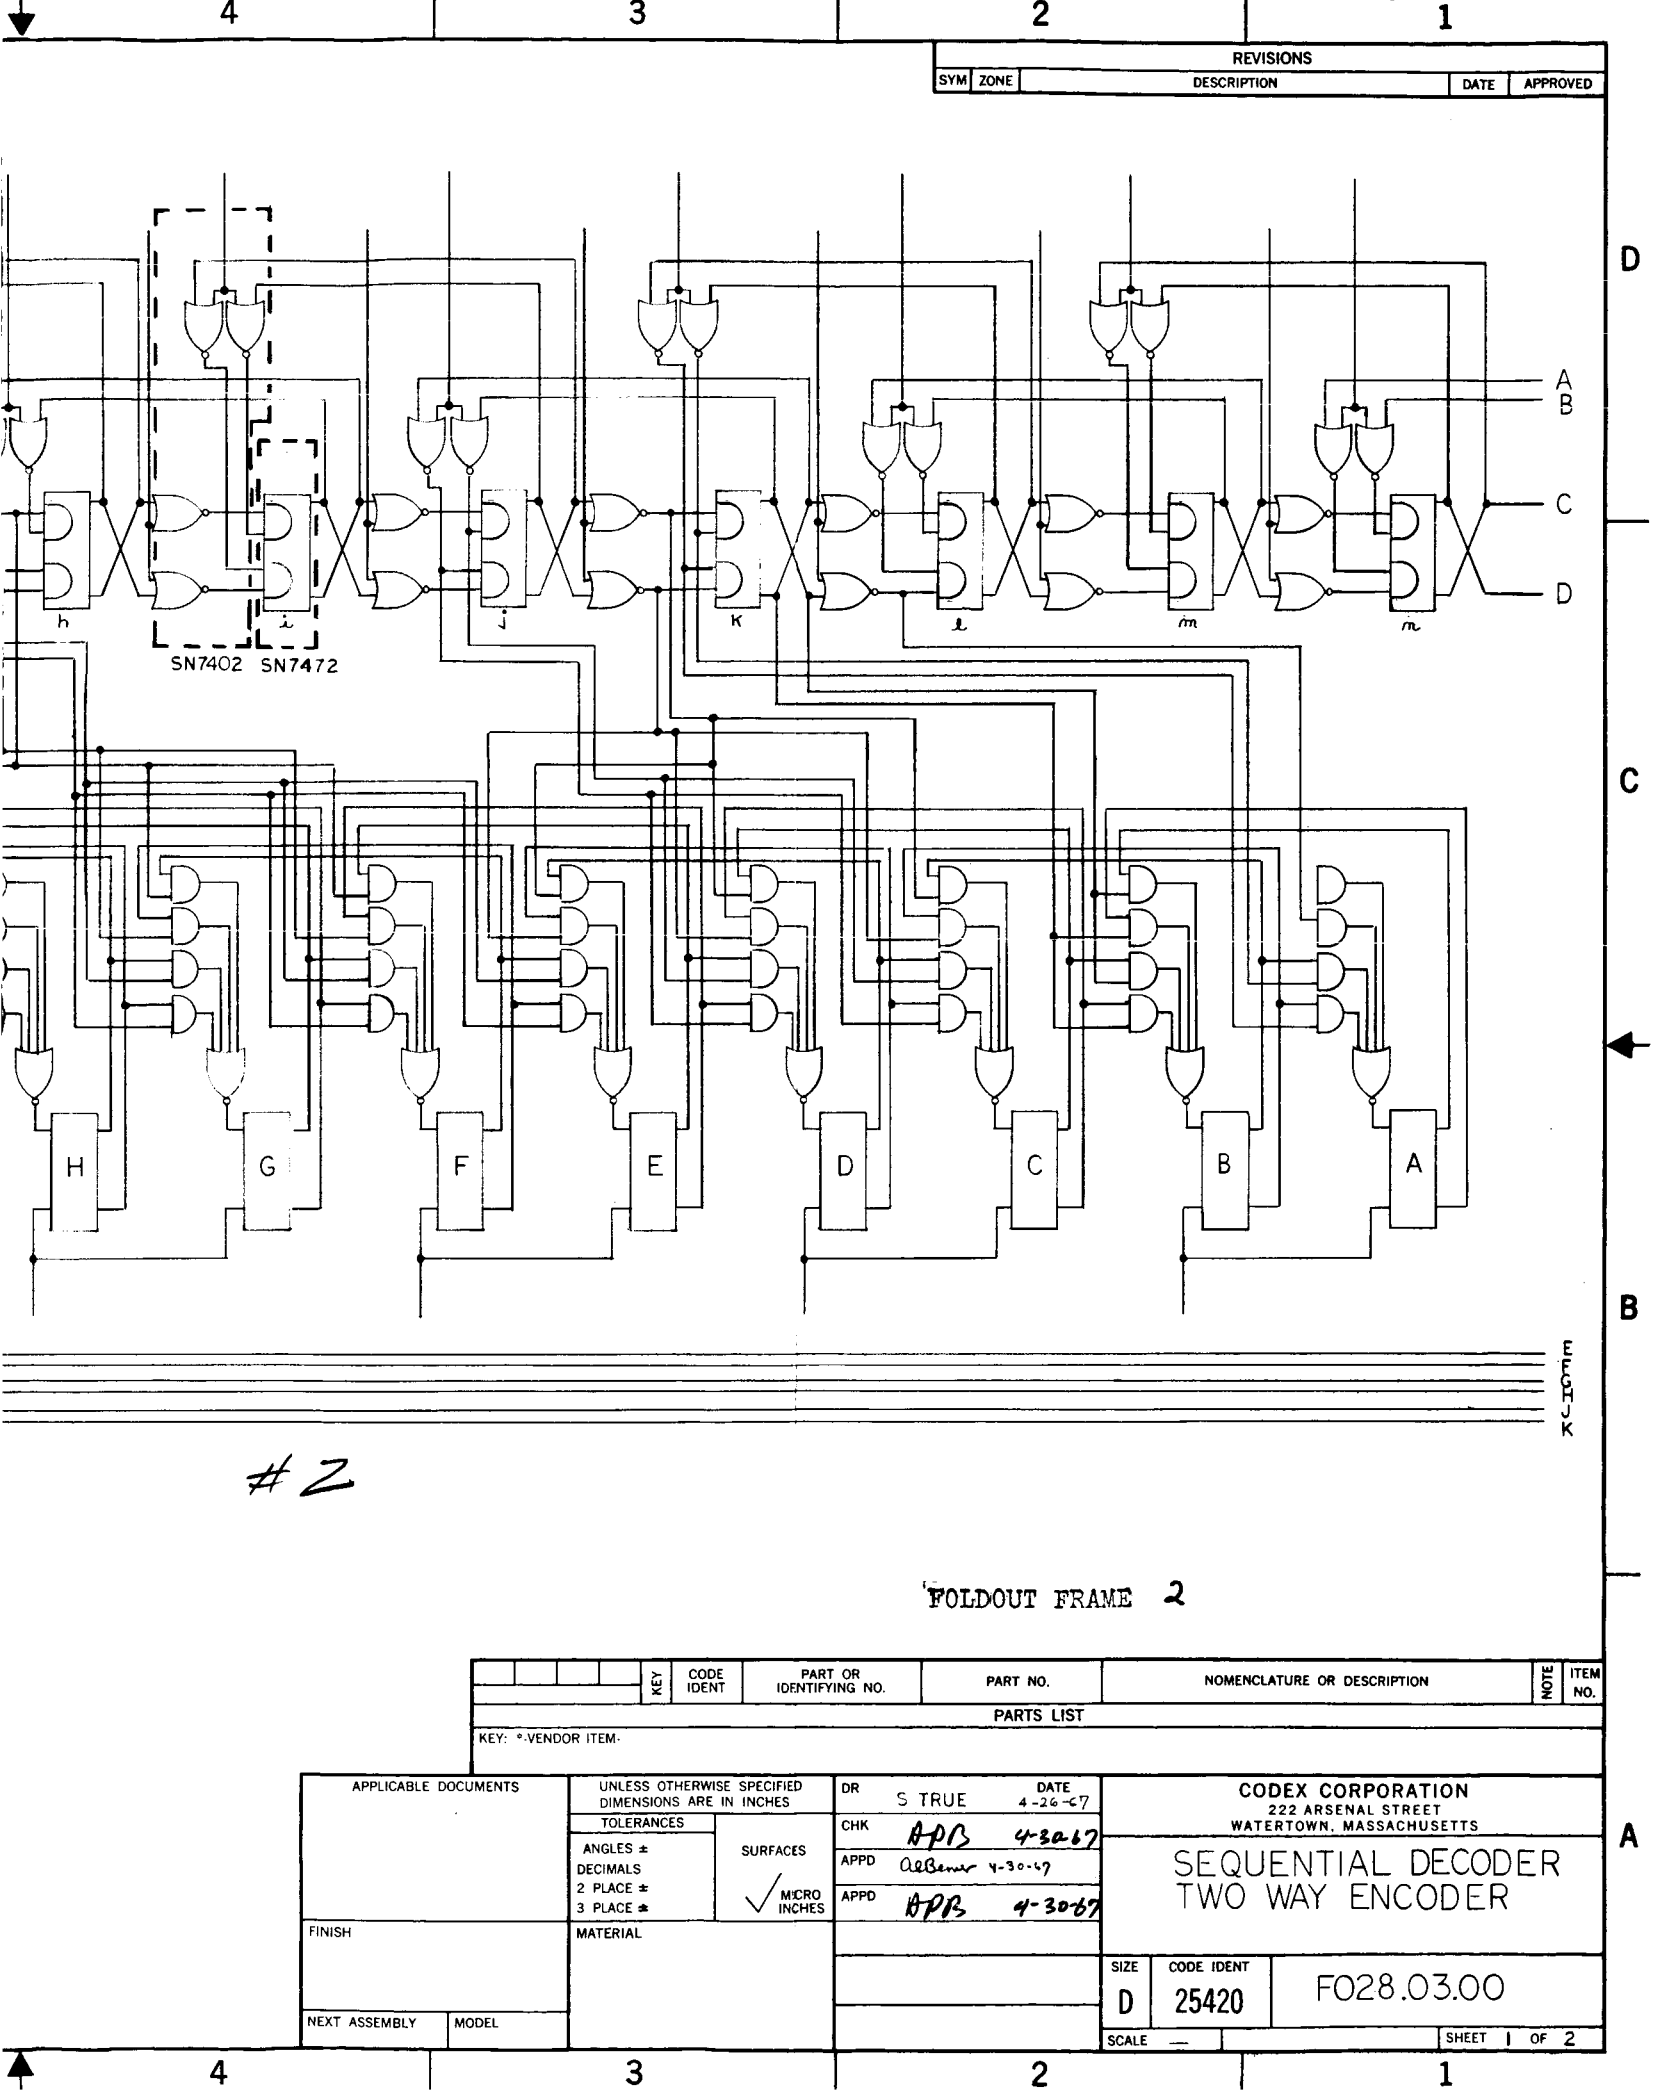 4 3 2 1
REVISIONS
SYM ZONE DESCRIPTION DATE APPROVED
D
A
B
C
D
h i j k l m n
SN7402 SN7472
C
H G F E D C B A
B
E
F
G
H
J
K
#2
FOLDOUT FRAME 2
KEY CODE IDENT PART OR IDENTIFYING NO. PART NO. NOMENCLATURE OR DESCRIPTION NOTE ITEM NO.
PARTS LIST
KEY: *-VENDOR ITEM-
APPLICABLE DOCUMENTS
FINISH
NEXT ASSEMBLY MODEL
UNLESS OTHERWISE SPECIFIED
DIMENSIONS ARE IN INCHES
TOLERANCES
ANGLES ±
DECIMALS
2 PLACE ±
3 PLACE ±
SURFACES
MICRO
INCHES
MATERIAL
DR S TRUE DATE 4-26-67
CHK APB 4-30-67
APPD 4-30-67
APPD APB 4-30-67
CODEX CORPORATION
222 ARSENAL STREET
WATERTOWN, MASSACHUSETTS
SEQUENTIAL DECODER
TWO WAY ENCODER
SIZE D
CODE IDENT 25420
FO28.03.00
SCALE — SHEET 1 OF 2
A
4 3 2 1